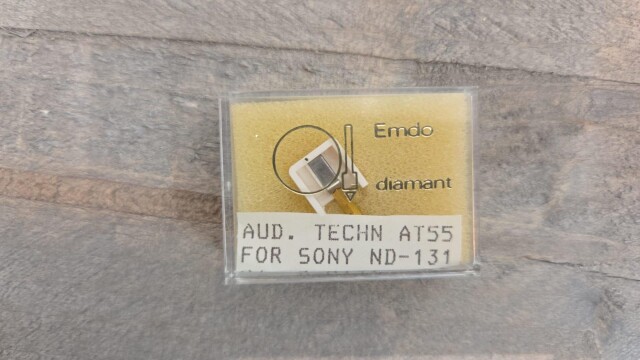 Emdo
diamant
AUD. TECHN AT55
FOR SONY ND-131